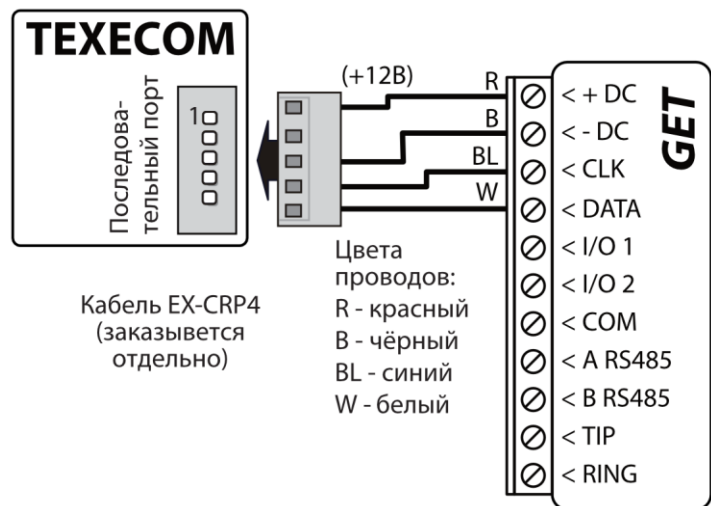 TEXECOM
Последова-
тельный порт
1
(+12В)
R
B
BL
W
GET
< + DC
< - DC
< CLK
< DATA
< I/O 1
< I/O 2
< COM
< A RS485
< B RS485
< TIP
< RING
Цвета
проводов:
R - красный
B - чёрный
BL - синий
W - белый
Кабель EX-CRP4
(заказывется
отдельно)